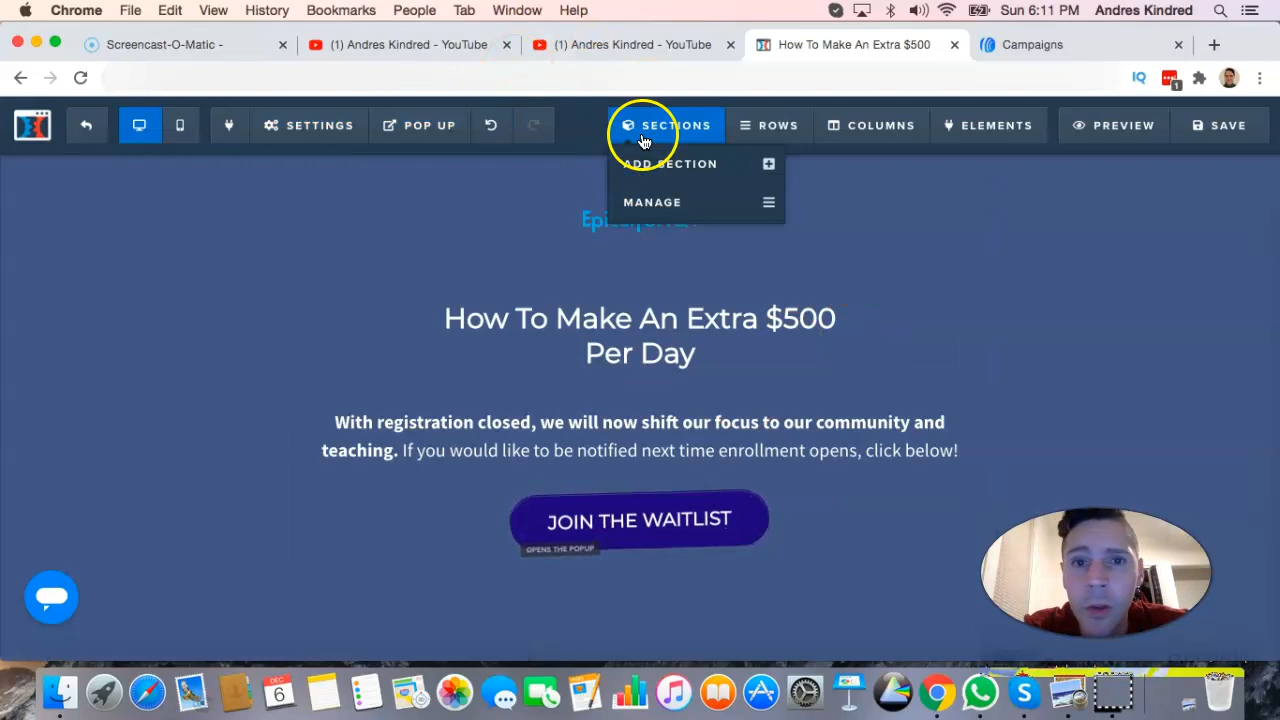 Chrome File Edit View History Bookmarks People Tab Window Help Sun 6:11 PM Andres Kindred
Screencast-O-Matic - (1) Andres Kindred - YouTube (1) Andres Kindred - YouTube How To Make An Extra $500 Campaigns
IQ 1
SETTINGS POP UP SECTIONS ROWS COLUMNS ELEMENTS PREVIEW SAVE
ADD SECTION
MANAGE
How To Make An Extra $500
Per Day
With registration closed, we will now shift our focus to our community and
teaching. If you would like to be notified next time enrollment opens, click below!
JOIN THE WAITLIST
OPENS THE POPUP
DEC
6